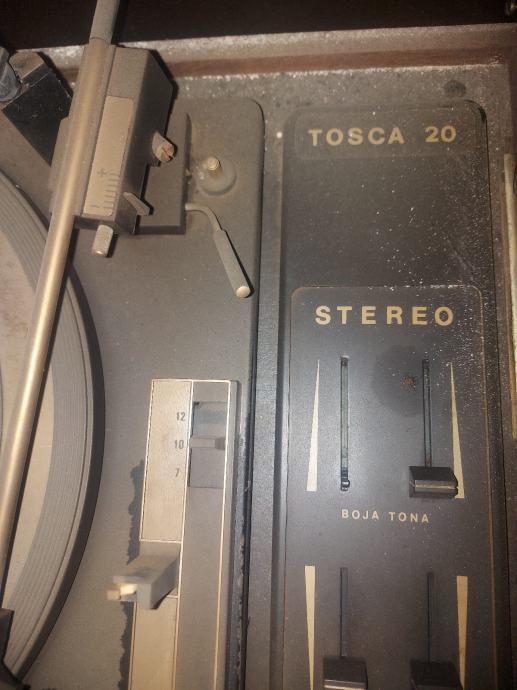 TOSCA 20
STEREO
12
10
7
BOJA TONA
+